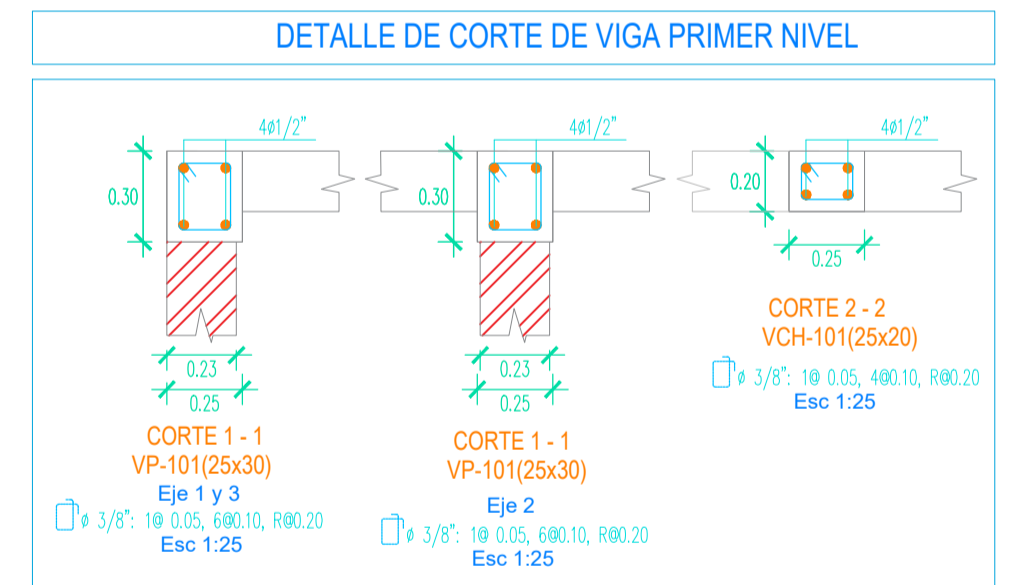 DETALLE DE CORTE DE VIGA PRIMER NIVEL
4ø1/2"
0.30
0.23
0.25
CORTE 1 - 1
VP-101(25x30)
Eje 1 y 3
ø 3/8": 1@ 0.05, 6@0.10, R@0.20
Esc 1:25
4ø1/2"
0.30
0.23
0.25
CORTE 1 - 1
VP-101(25x30)
Eje 2
ø 3/8": 1@ 0.05, 6@0.10, R@0.20
Esc 1:25
4ø1/2"
0.20
0.25
CORTE 2 - 2
VCH-101(25x20)
ø 3/8": 1@ 0.05, 4@0.10, R@0.20
Esc 1:25